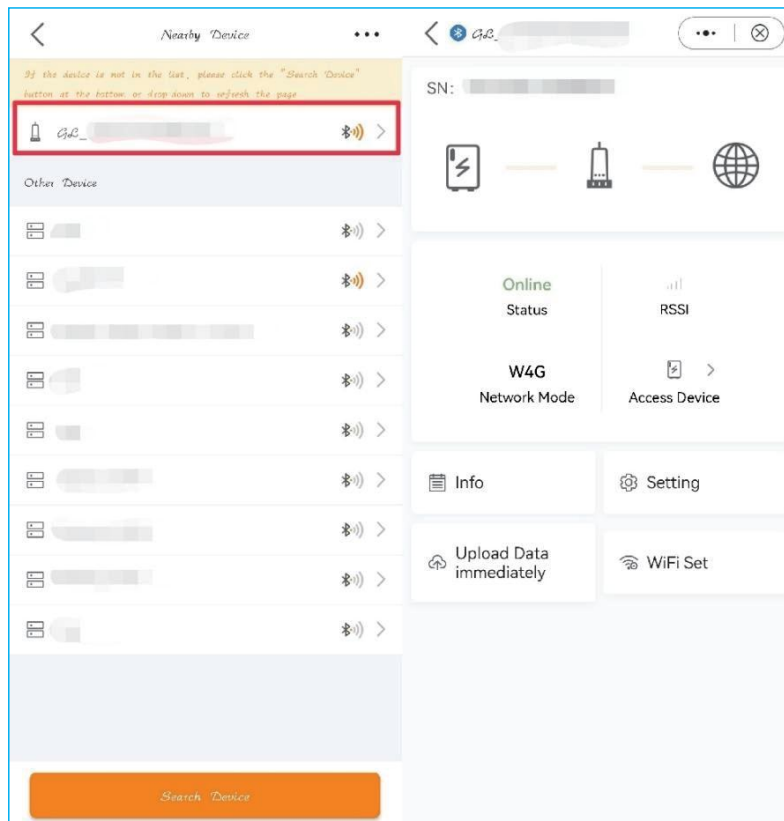 Nearby Device
If the device is not in the list, please click the "Search Device"
button at the bottom or drop down to refresh the page
GL_
Other Device
Search Device
GL_
SN:
Online
Status
RSSI
W4G
Network Mode
Access Device
Info
Setting
Upload Data
immediately
WiFi Set